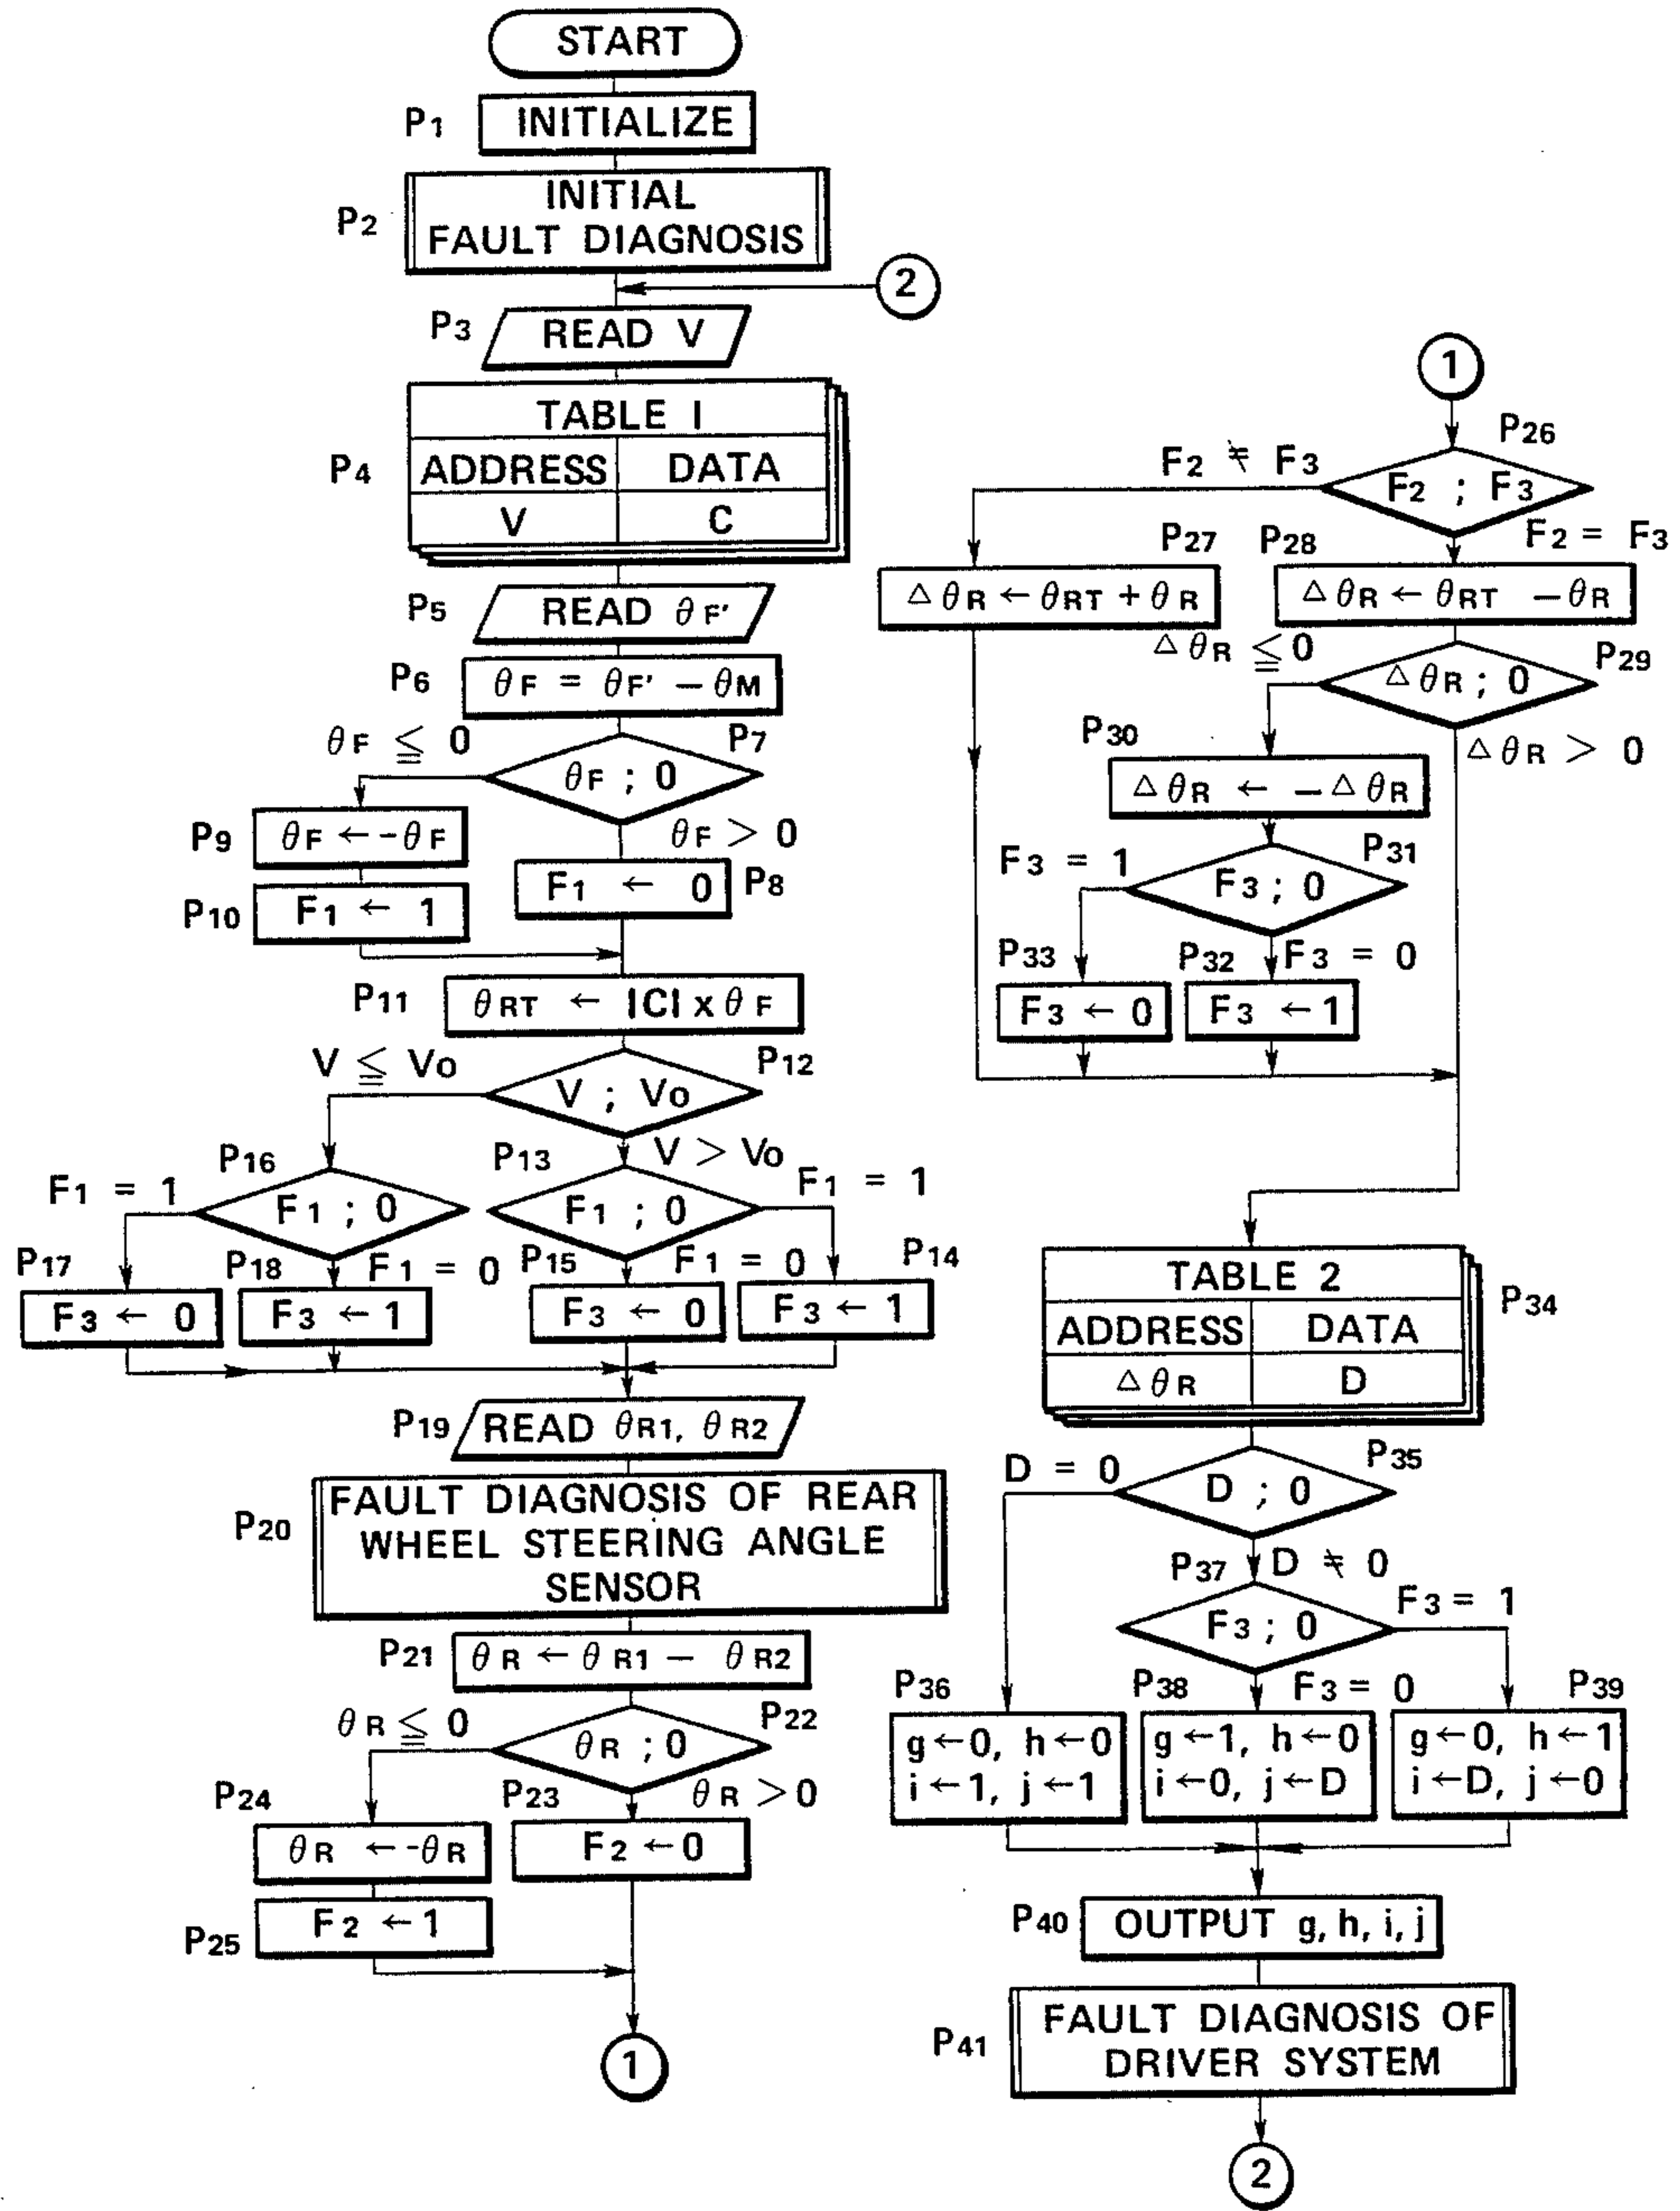 START
P1 INITIALIZE
P2 INITIAL
FAULT DIAGNOSIS
2
P3 READ V
TABLE 1
P4 ADDRESS DATA
V C
P5 READ θF'
P6 θF = θF' − θM
θF ≦ 0 P7
θF ; 0
θF > 0
P9 θF ← -θF
F1 ← 0 P8
P10 F1 ← 1
P11 θRT ← |C| x θF
V ≦ Vo P12
V ; Vo
V > Vo
P16 P13
F1 = 1 F1 ; 0 F1 ; 0 F1 = 1
P17 P18 F1 = 0 P15 F1 = 0 P14
F3 ← 0 F3 ← 1 F3 ← 0 F3 ← 1
P19 READ θR1, θR2
P20 FAULT DIAGNOSIS OF REAR
WHEEL STEERING ANGLE
SENSOR
P21 θR ← θR1 − θR2
θR ≦ 0 P22
θR ; 0
P24 P23 θR > 0
θR ← -θR F2 ← 0
P25 F2 ← 1
1
1
P26
F2 ≠ F3 F2 ; F3
F2 = F3
P27 P28
△θR ← θRT + θR △θR ← θRT − θR
△θR ≦ 0 P29
△θR ; 0
P30 △θR > 0
△θR ← − △θR
F3 = 1 P31
F3 ; 0
P33 P32 F3 = 0
F3 ← 0 F3 ← 1
TABLE 2
P34
ADDRESS DATA
△θR D
D = 0 P35
D ; 0
P37 D ≠ 0
F3 ; 0 F3 = 1
P36 P38 F3 = 0 P39
g←0, h←0 g←1, h←0 g←0, h←1
i←1, j←1 i←0, j←D i←D, j←0
P40 OUTPUT g, h, i, j
P41 FAULT DIAGNOSIS OF
DRIVER SYSTEM
2